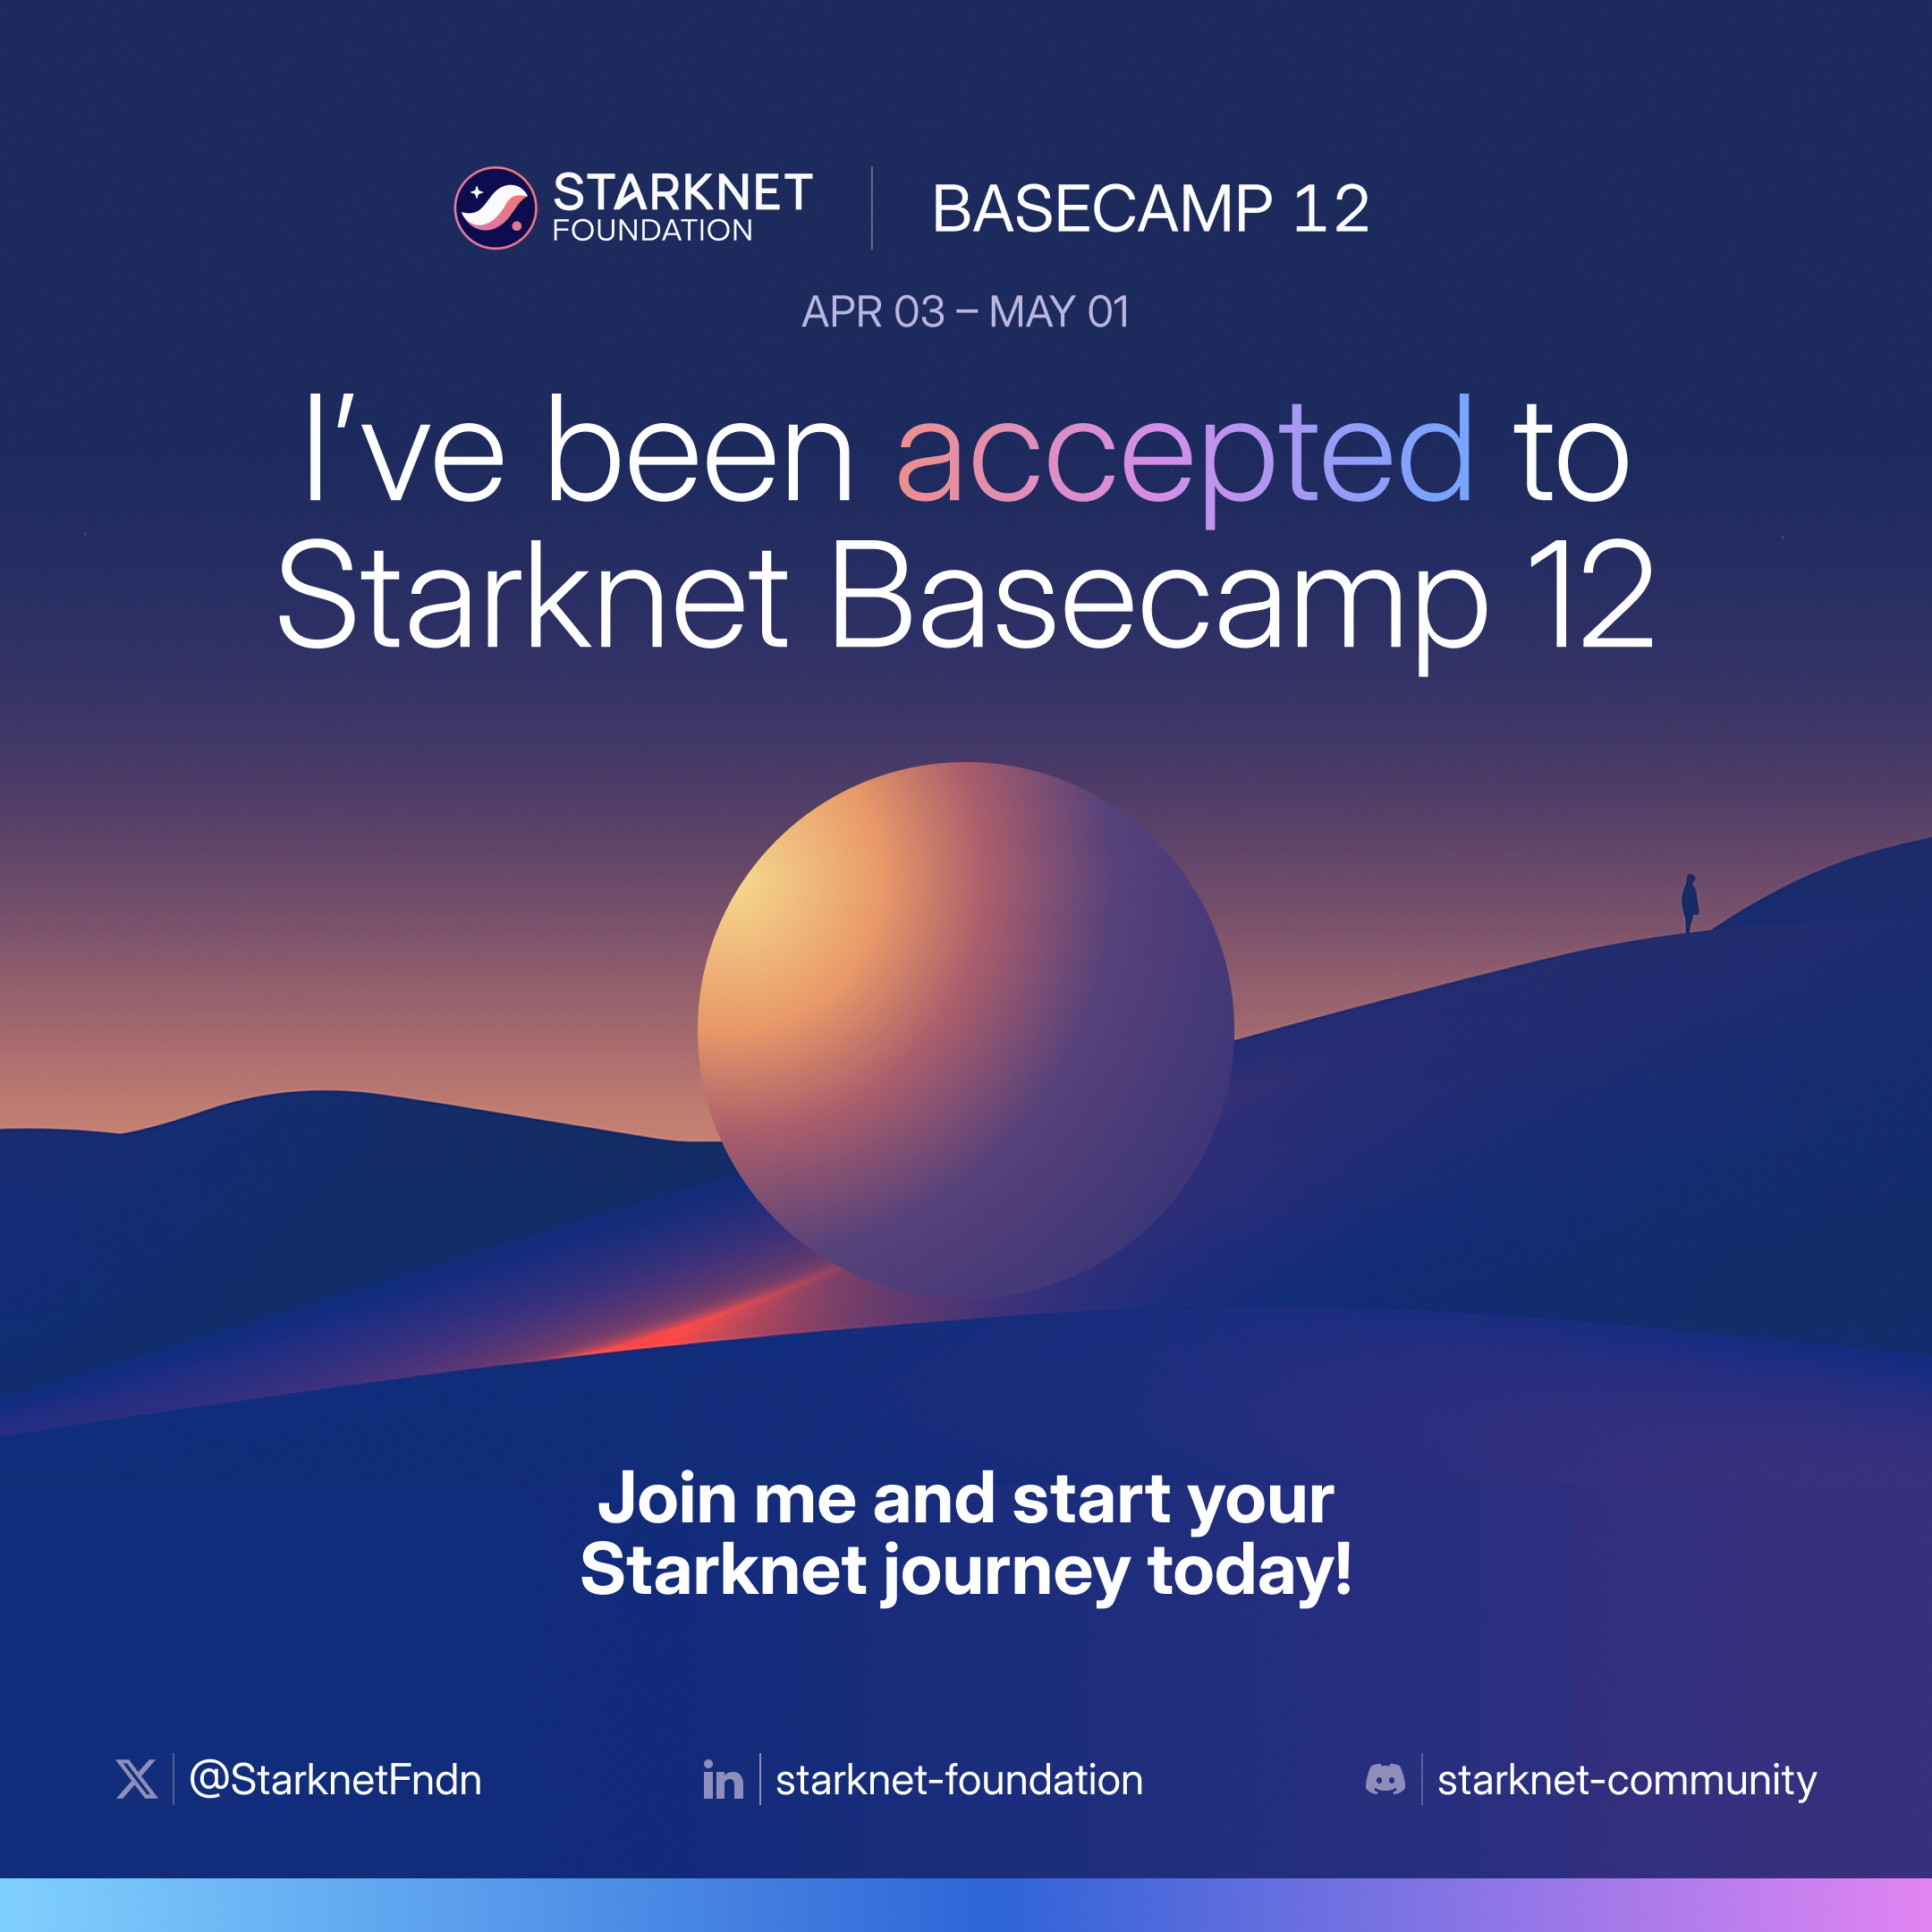 STARKNET
FOUNDATION
BASECAMP 12
APR 03 – MAY 01
I’ve been accepted to
Starknet Basecamp 12
Join me and start your
Starknet journey today!
@StarknetFndn
in
starknet-foundation
starknet-community